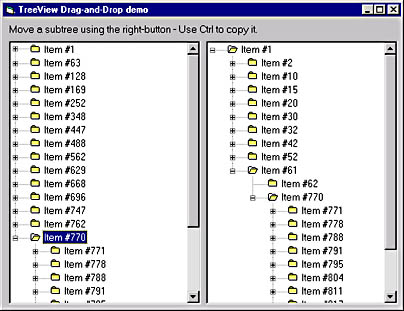 TreeView Drag-and-Drop demo
Move a subtree using the right-button - Use Ctrl to copy it.
Item #1
Item #63
Item #128
Item #169
Item #252
Item #348
Item #447
Item #488
Item #562
Item #629
Item #668
Item #696
Item #747
Item #762
Item #770
Item #771
Item #778
Item #788
Item #791
Item #1
Item #2
Item #10
Item #15
Item #20
Item #30
Item #32
Item #42
Item #52
Item #61
Item #62
Item #770
Item #771
Item #778
Item #788
Item #791
Item #795
Item #804
Item #811